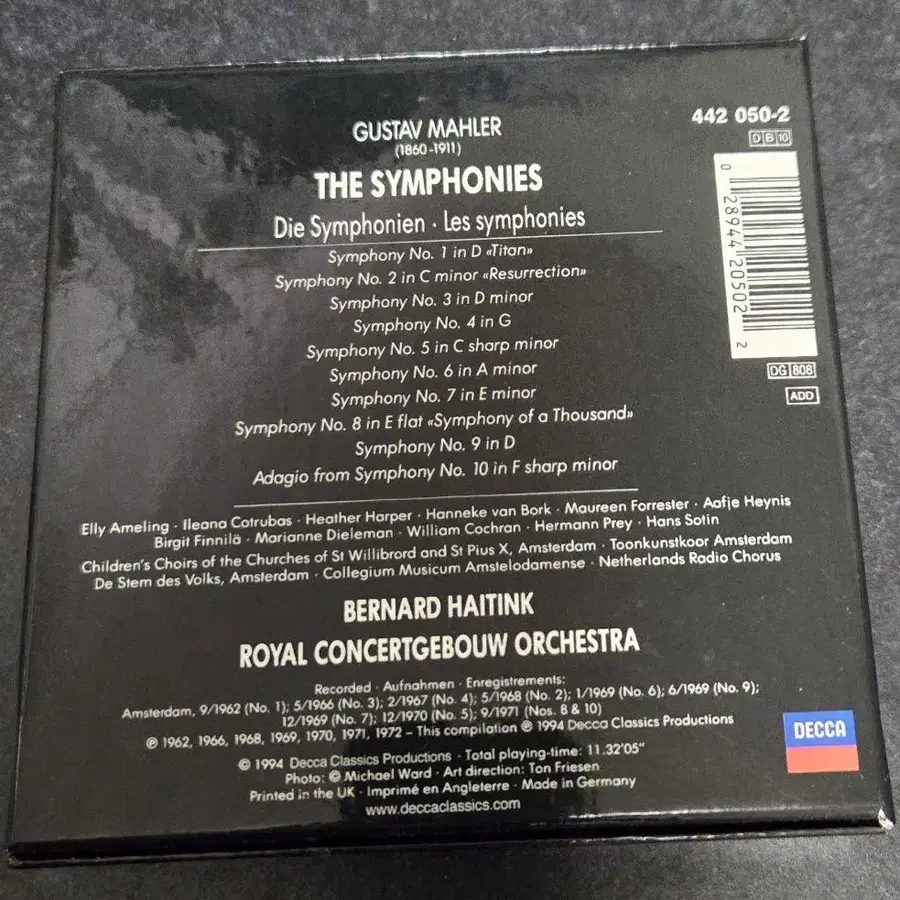 GUSTAV MAHLER
(1860-1911)
THE SYMPHONIES
Die Symphonien · Les symphonies
Symphony No. 1 in D «Titan»
Symphony No. 2 in C minor «Resurrection»
Symphony No. 3 in D minor
Symphony No. 4 in G
Symphony No. 5 in C sharp minor
Symphony No. 6 in A minor
Symphony No. 7 in E minor
Symphony No. 8 in E flat «Symphony of a Thousand»
Symphony No. 9 in D
Adagio from Symphony No. 10 in F sharp minor
442 050-2
D B 10
0 28944 20502 2
DG 808
ADD
Elly Ameling · Ileana Cotrubas · Heather Harper · Hanneke van Bork · Maureen Forrester · Aafje Heynis
Birgit Finnilä · Marianne Dieleman · William Cochran · Hermann Prey · Hans Sotin
Children's Choirs of the Churches of St Willibrord and St Pius X, Amsterdam · Toonkunstkoor Amsterdam
De Stem des Volks, Amsterdam · Collegium Musicum Amstelodamense · Netherlands Radio Chorus
BERNARD HAITINK
ROYAL CONCERTGEBOUW ORCHESTRA
Recorded · Aufnahmen · Enregistrements:
Amsterdam, 9/1962 (No. 1); 5/1966 (No. 3); 2/1967 (No. 4); 5/1968 (No. 2); 1/1969 (No. 6); 6/1969 (No. 9);
12/1969 (No. 7); 12/1970 (No. 5); 9/1971 (Nos. 8 & 10)
℗ 1962, 1966, 1968, 1969, 1970, 1971, 1972 – This compilation ℗ 1994 Decca Classics Productions
© 1994 Decca Classics Productions · Total playing-time: 11.32'05"
Photo: © Michael Ward · Art direction: Ton Friesen
Printed in the UK · Imprimé en Angleterre · Made in Germany
www.deccaclassics.com
DECCA